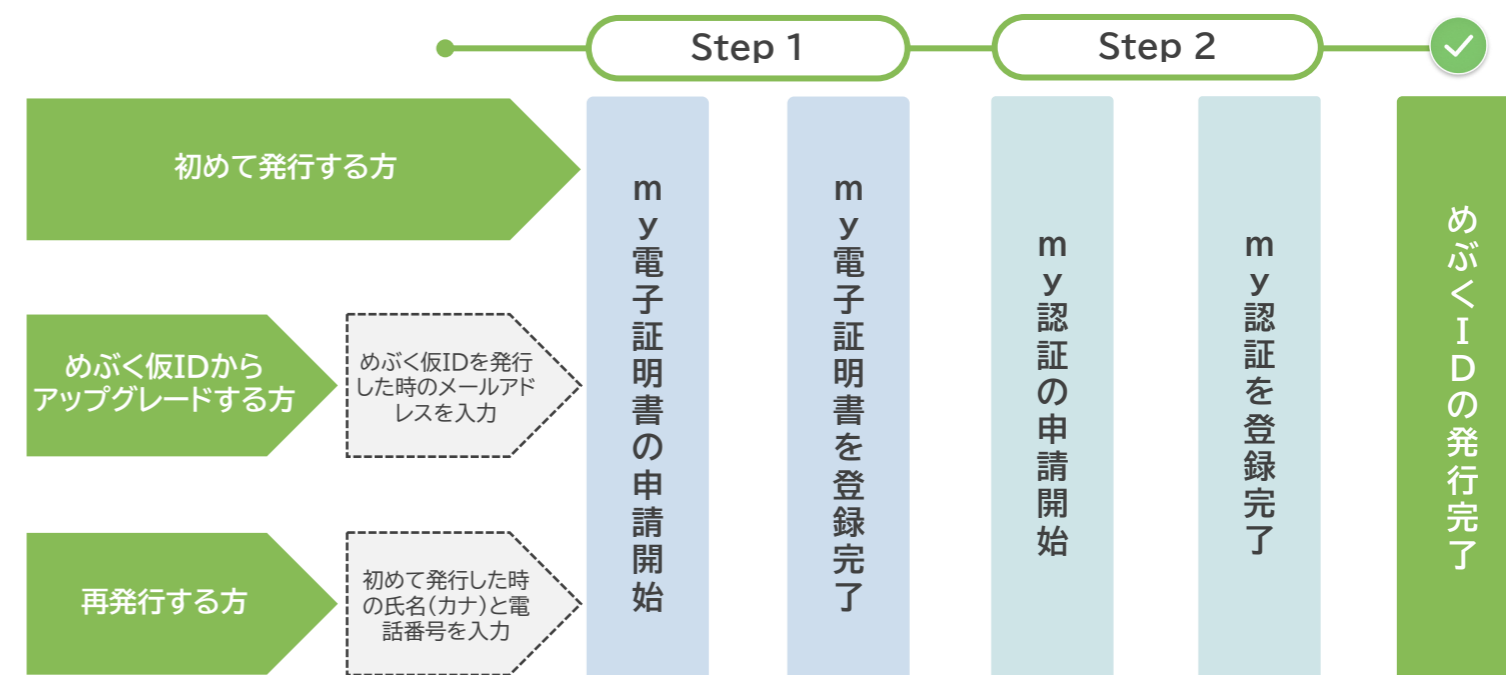 Step 1
Step 2
初めて発行する方
めぶく仮IDから
アップグレードする方
めぶく仮IDを発行
した時のメールアド
レスを入力
再発行する方
初めて発行した時
の氏名(カナ)と電
話番号を入力
my電子証明書の申請開始
my電子証明書を登録完了
my認証の申請開始
my認証を登録完了
めぶくIDの発行完了